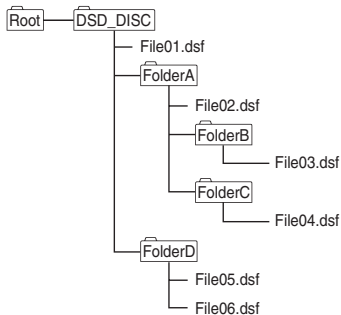 Root DSD_DISC
File01.dsf
FolderA
File02.dsf
FolderB
File03.dsf
FolderC
File04.dsf
FolderD
File05.dsf
File06.dsf